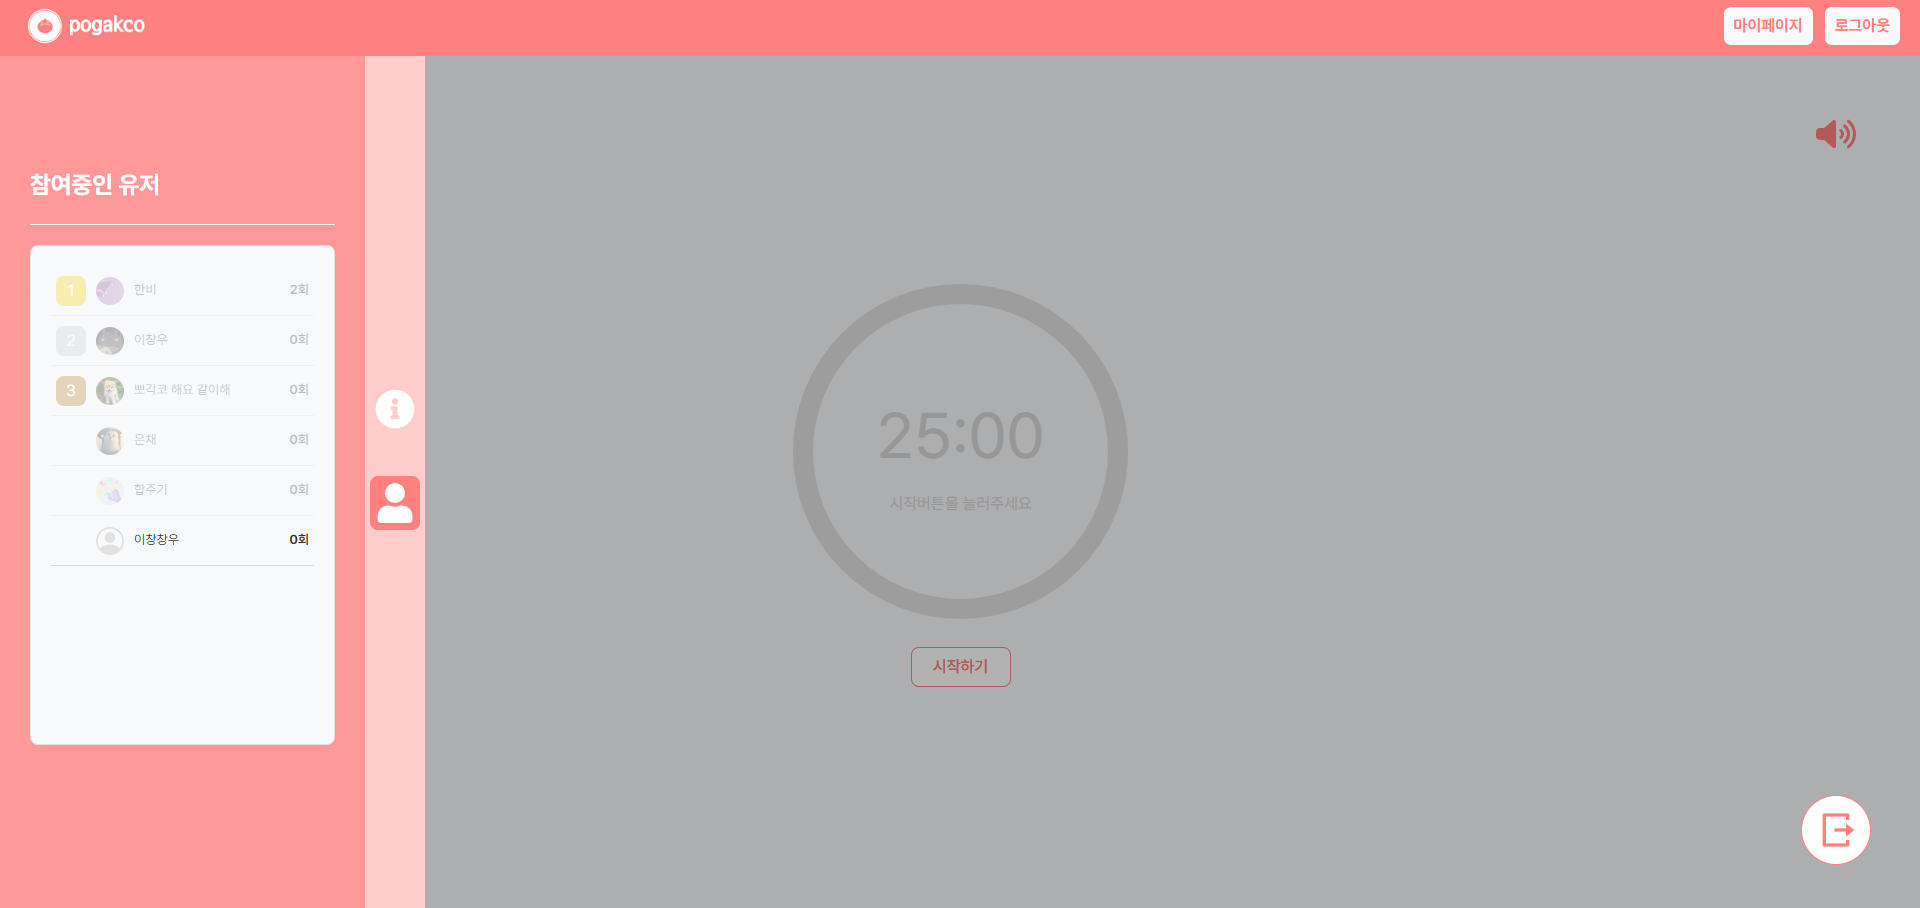 pogakco
마이페이지
로그아웃
참여중인 유저
1 한비 2회
2 이창우 0회
3 뽀각코 해요 같이해 0회
은채 0회
합주기 0회
이창창우 0회
25:00
시작버튼을 눌러주세요
시작하기